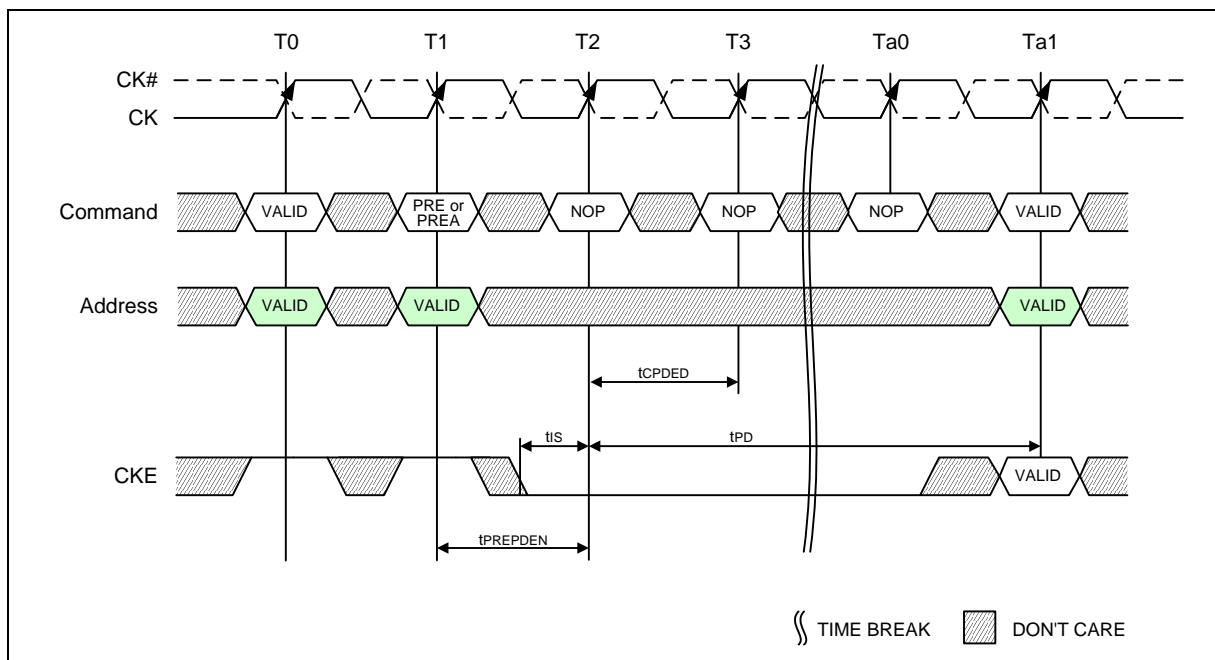 T0 T1 T2 T3 Ta0 Ta1
CK#
CK
Command VALID PRE or PREA NOP NOP NOP VALID
Address VALID VALID VALID
tCPDED
tIS tPD
CKE VALID
tPREPDEN
TIME BREAK DON'T CARE